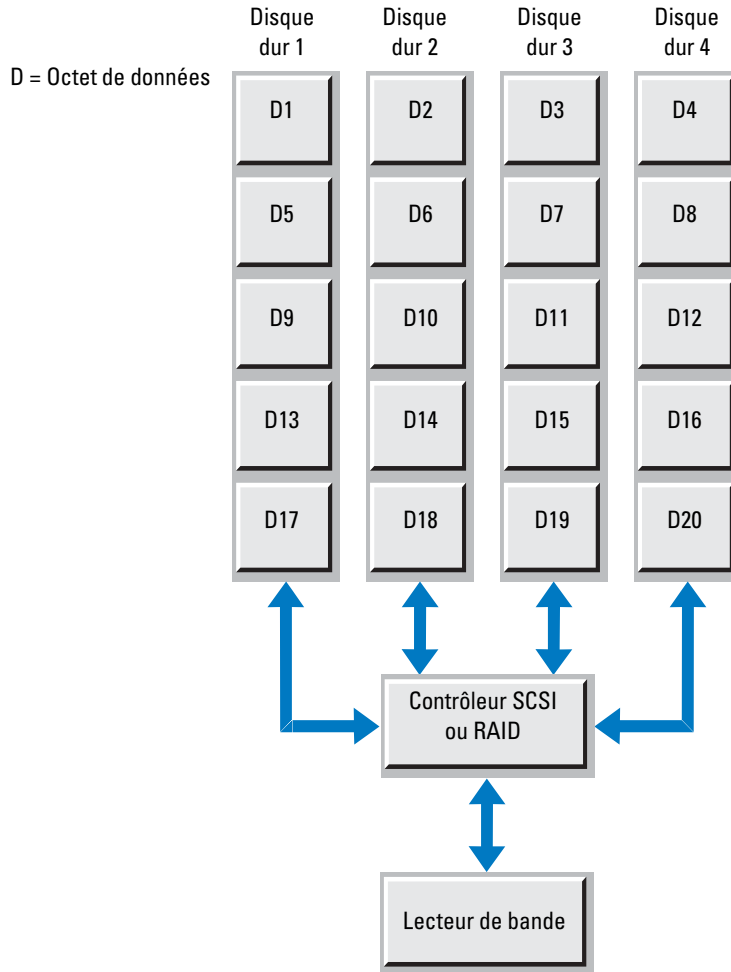 Disque dur 1
Disque dur 2
Disque dur 3
Disque dur 4
D = Octet de données
D1
D2
D3
D4
D5
D6
D7
D8
D9
D10
D11
D12
D13
D14
D15
D16
D17
D18
D19
D20
Contrôleur SCSI
ou RAID
Lecteur de bande